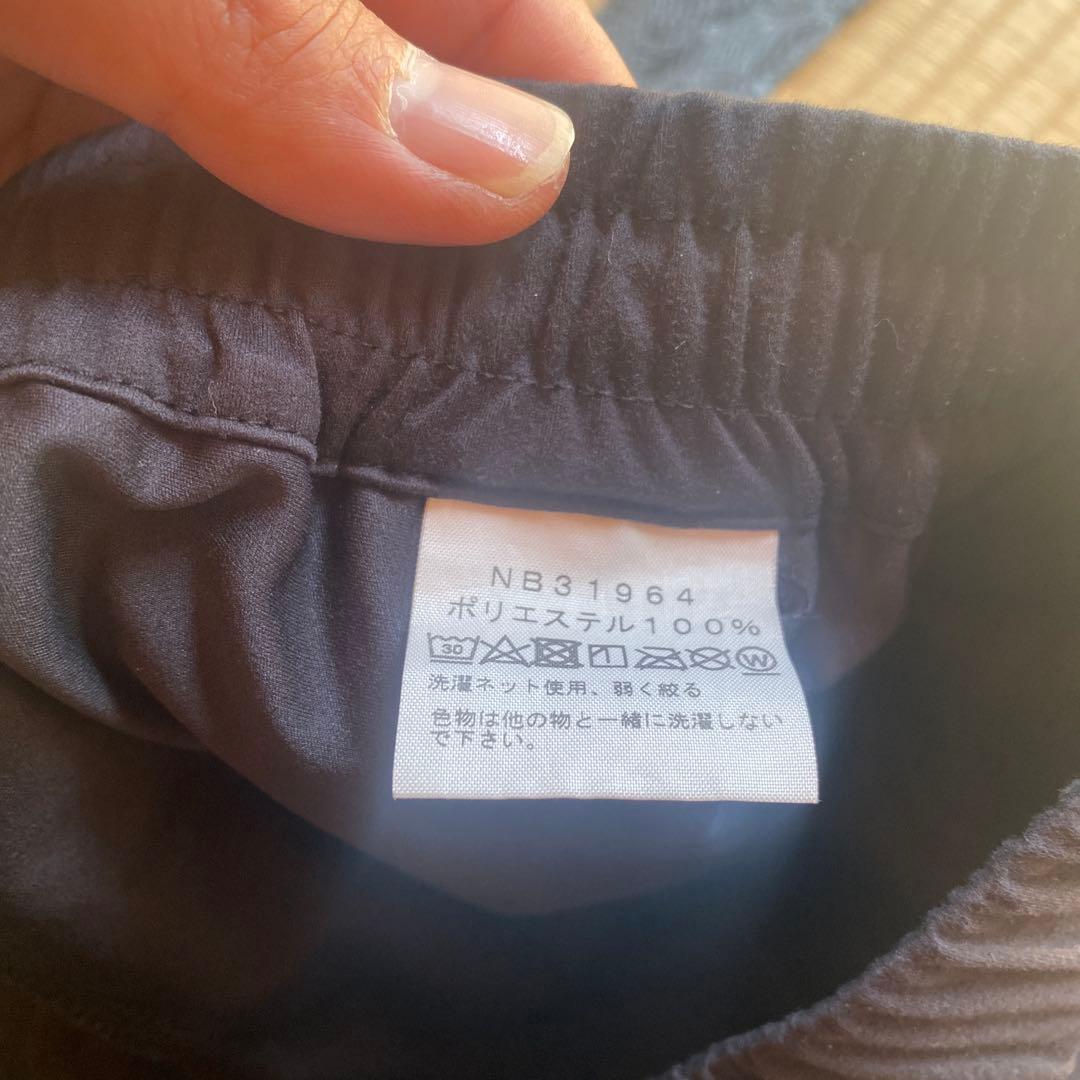 NB31964
ポリエステル100%
30 W
洗濯ネット使用、弱く絞る
色物は他の物と一緒に洗濯しない
で下さい。